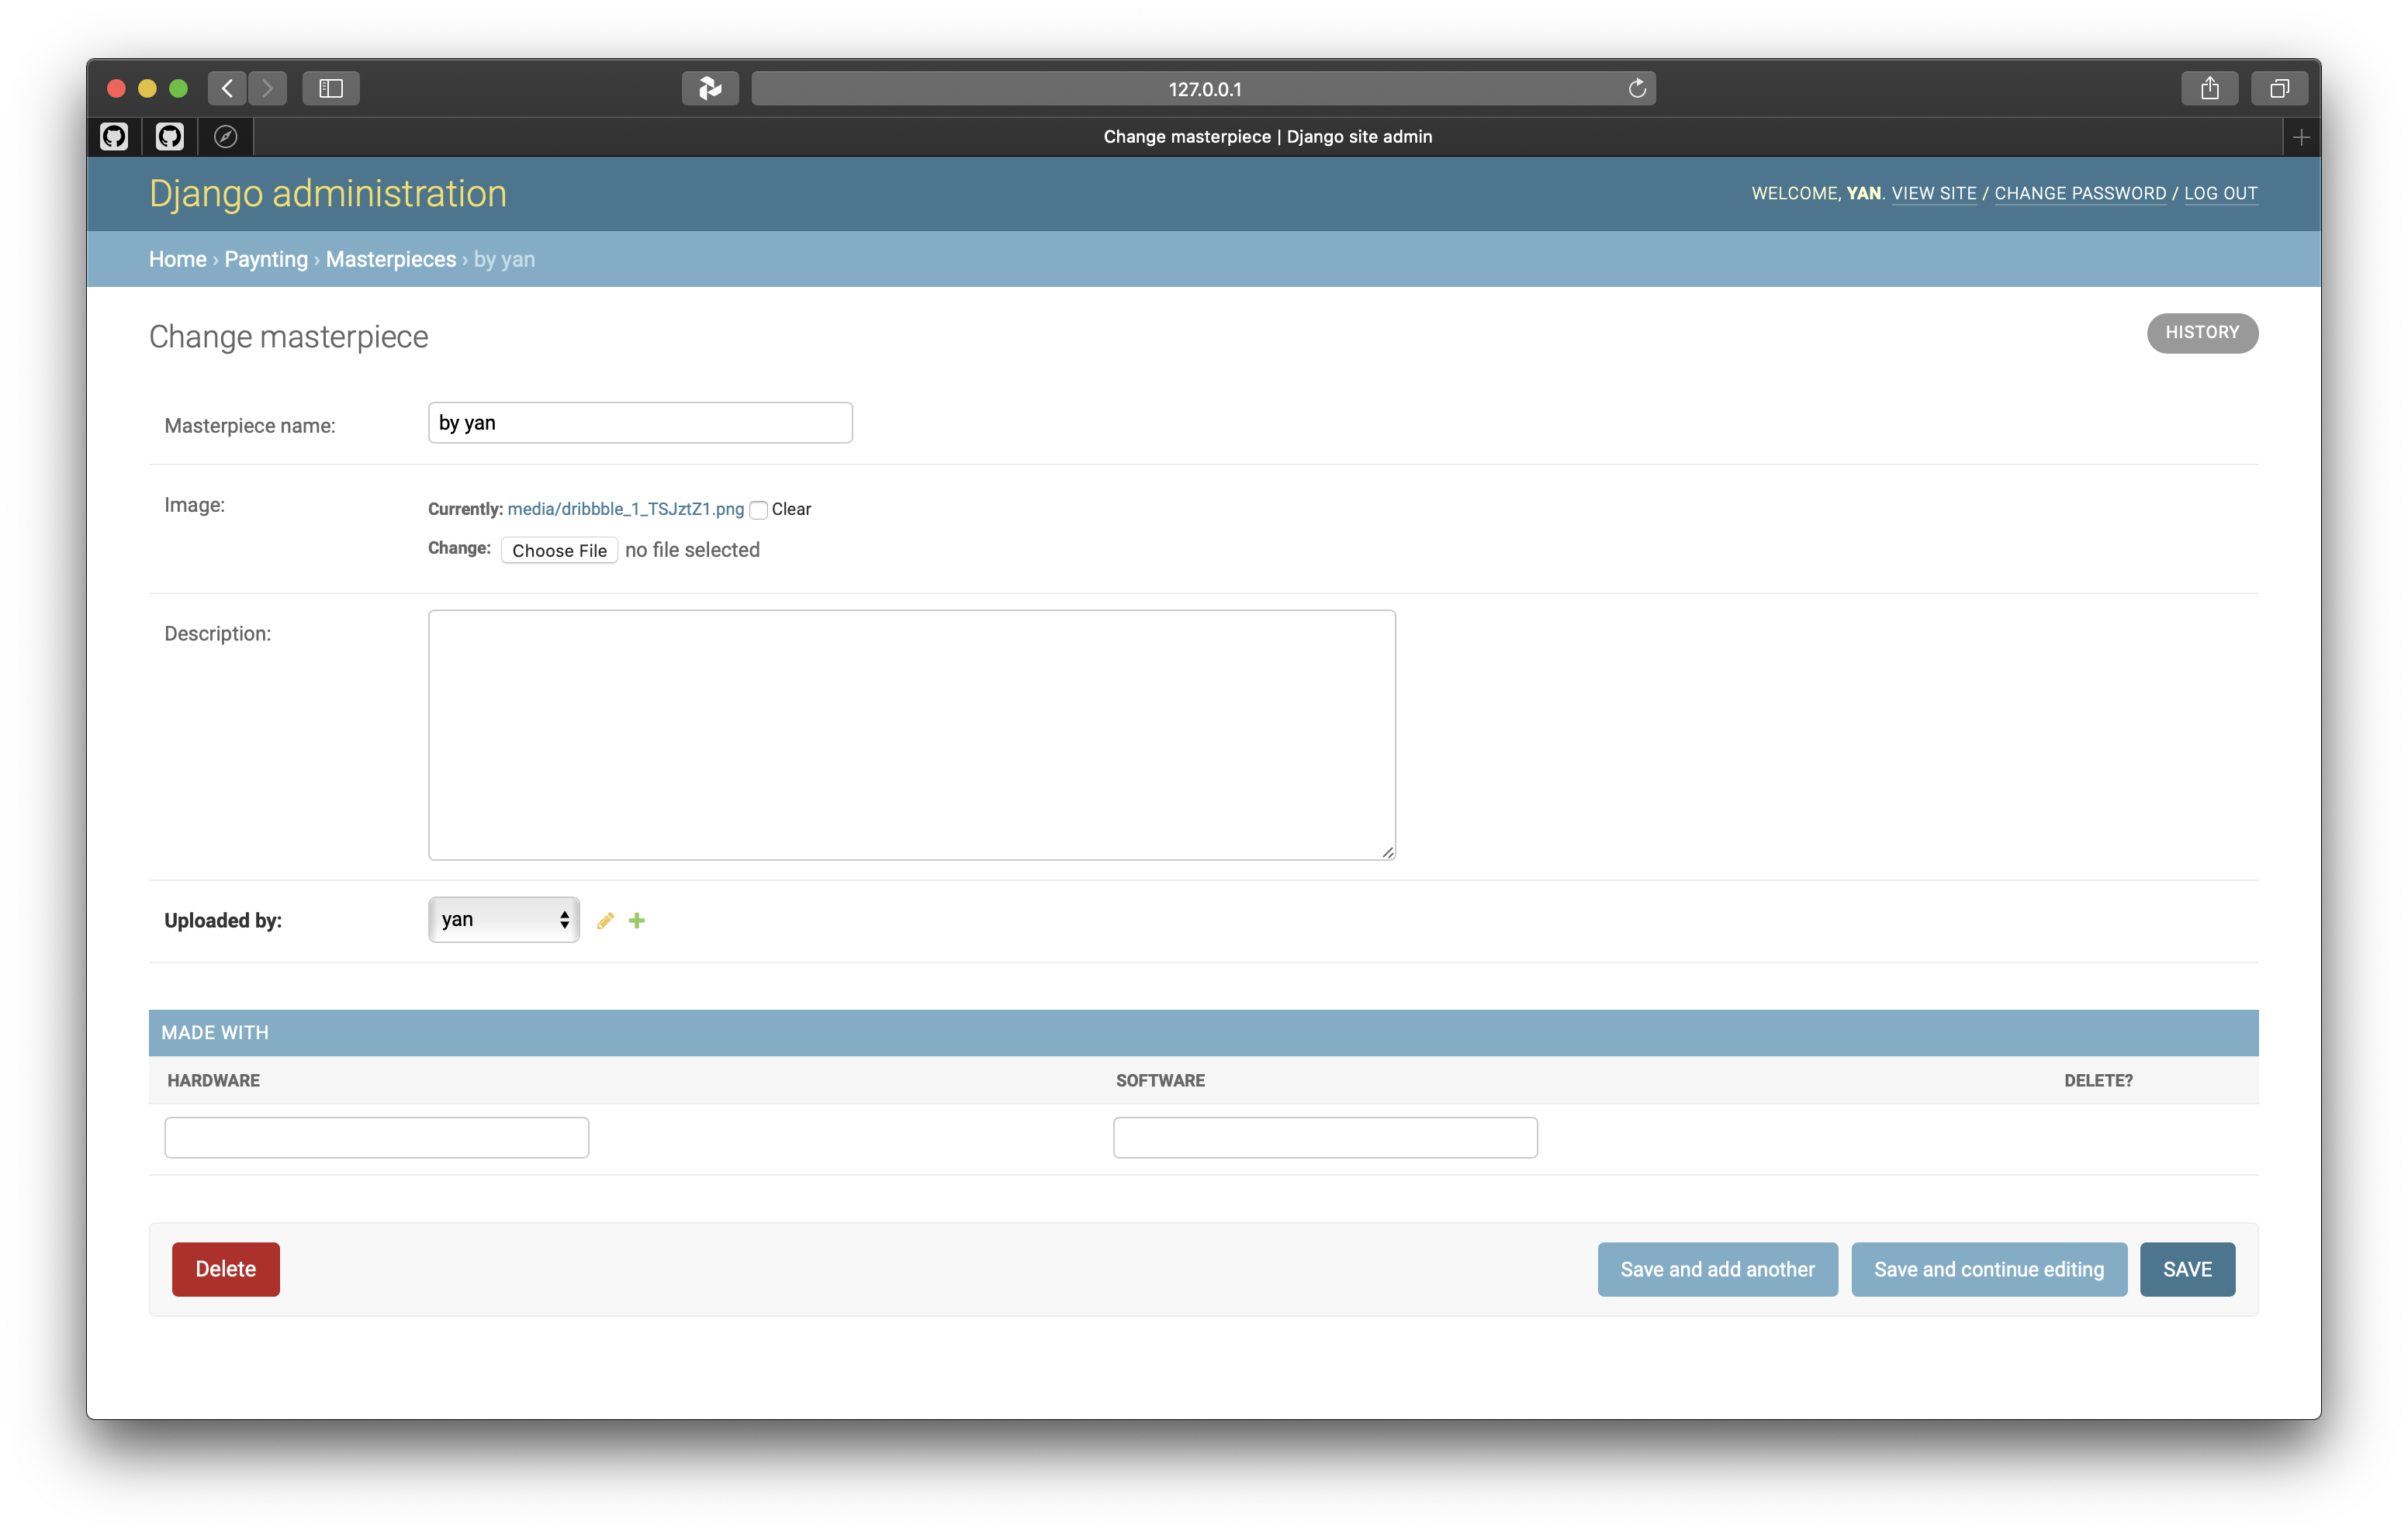 127.0.0.1
Change masterpiece | Django site admin
Django administration
WELCOME, YAN. VIEW SITE / CHANGE PASSWORD / LOG OUT
Home › Paynting › Masterpieces › by yan
Change masterpiece
HISTORY
Masterpiece name:
by yan
Image:
Currently: media/dribbble_1_TSJztZ1.png Clear
Change: Choose File no file selected
Description:
Uploaded by:
yan
MADE WITH
HARDWARE SOFTWARE DELETE?
Delete
Save and add another Save and continue editing SAVE